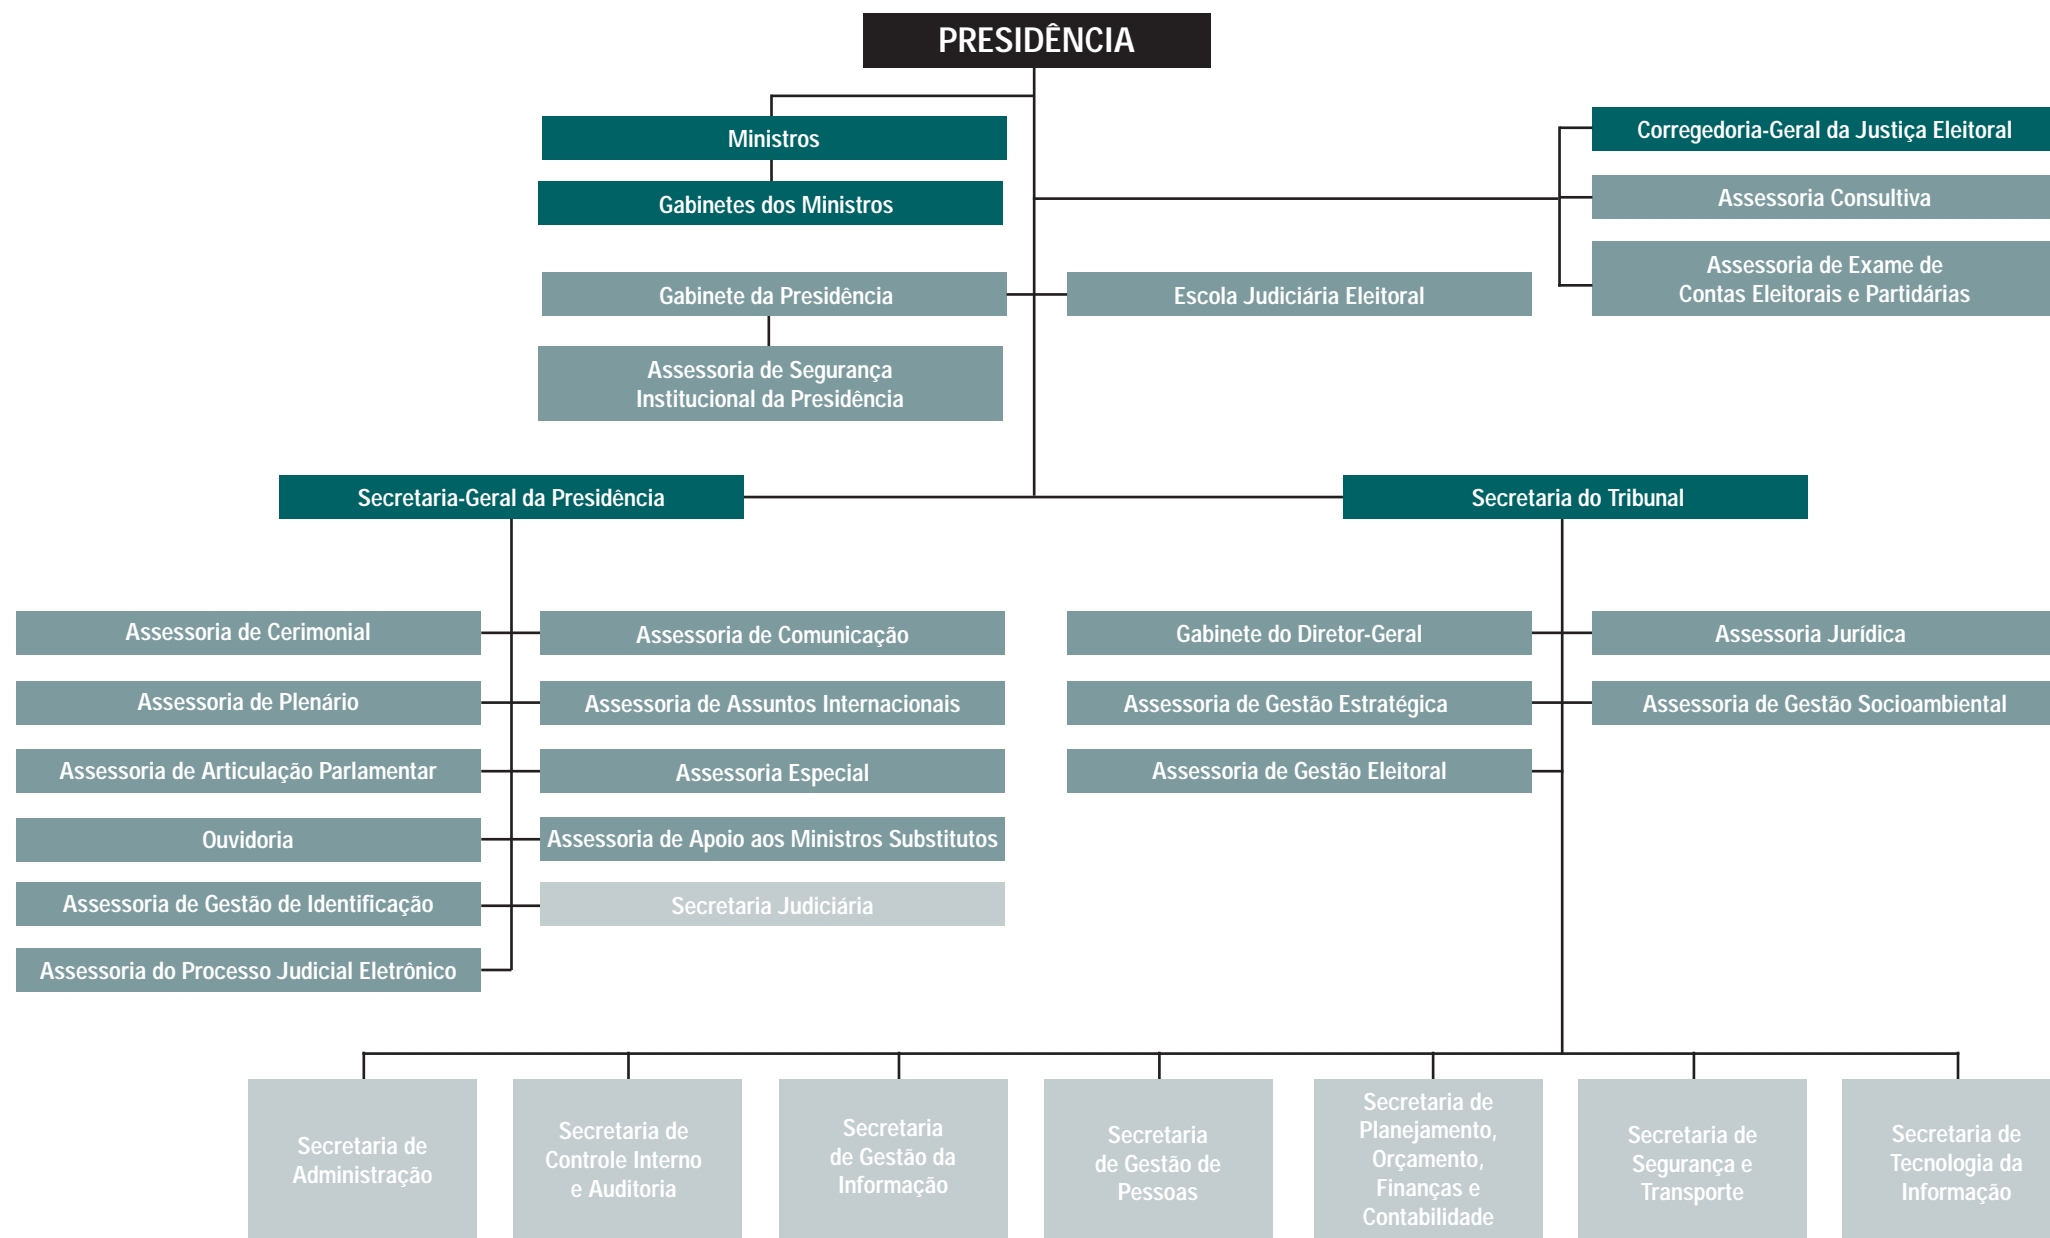 PRESIDÊNCIA
Ministros
Gabinetes dos Ministros
Corregedoria-Geral da Justiça Eleitoral
Assessoria Consultiva
Assessoria de Exame de
Contas Eleitorais e Partidárias
Gabinete da Presidência
Escola Judiciária Eleitoral
Assessoria de Segurança
Institucional da Presidência
Secretaria-Geral da Presidência
Secretaria do Tribunal
Assessoria de Cerimonial
Assessoria de Comunicação
Assessoria de Plenário
Assessoria de Assuntos Internacionais
Assessoria de Articulação Parlamentar
Assessoria Especial
Ouvidoria
Assessoria de Apoio aos Ministros Substitutos
Assessoria de Gestão de Identificação
Secretaria Judiciária
Assessoria do Processo Judicial Eletrônico
Gabinete do Diretor-Geral
Assessoria Jurídica
Assessoria de Gestão Estratégica
Assessoria de Gestão Socioambiental
Assessoria de Gestão Eleitoral
Secretaria de
Administração
Secretaria de
Controle Interno
e Auditoria
Secretaria
de Gestão da
Informação
Secretaria
de Gestão de
Pessoas
Secretaria de
Planejamento,
Orçamento,
Finanças e
Contabilidade
Secretaria de
Segurança e
Transporte
Secretaria de
Tecnologia da
Informação